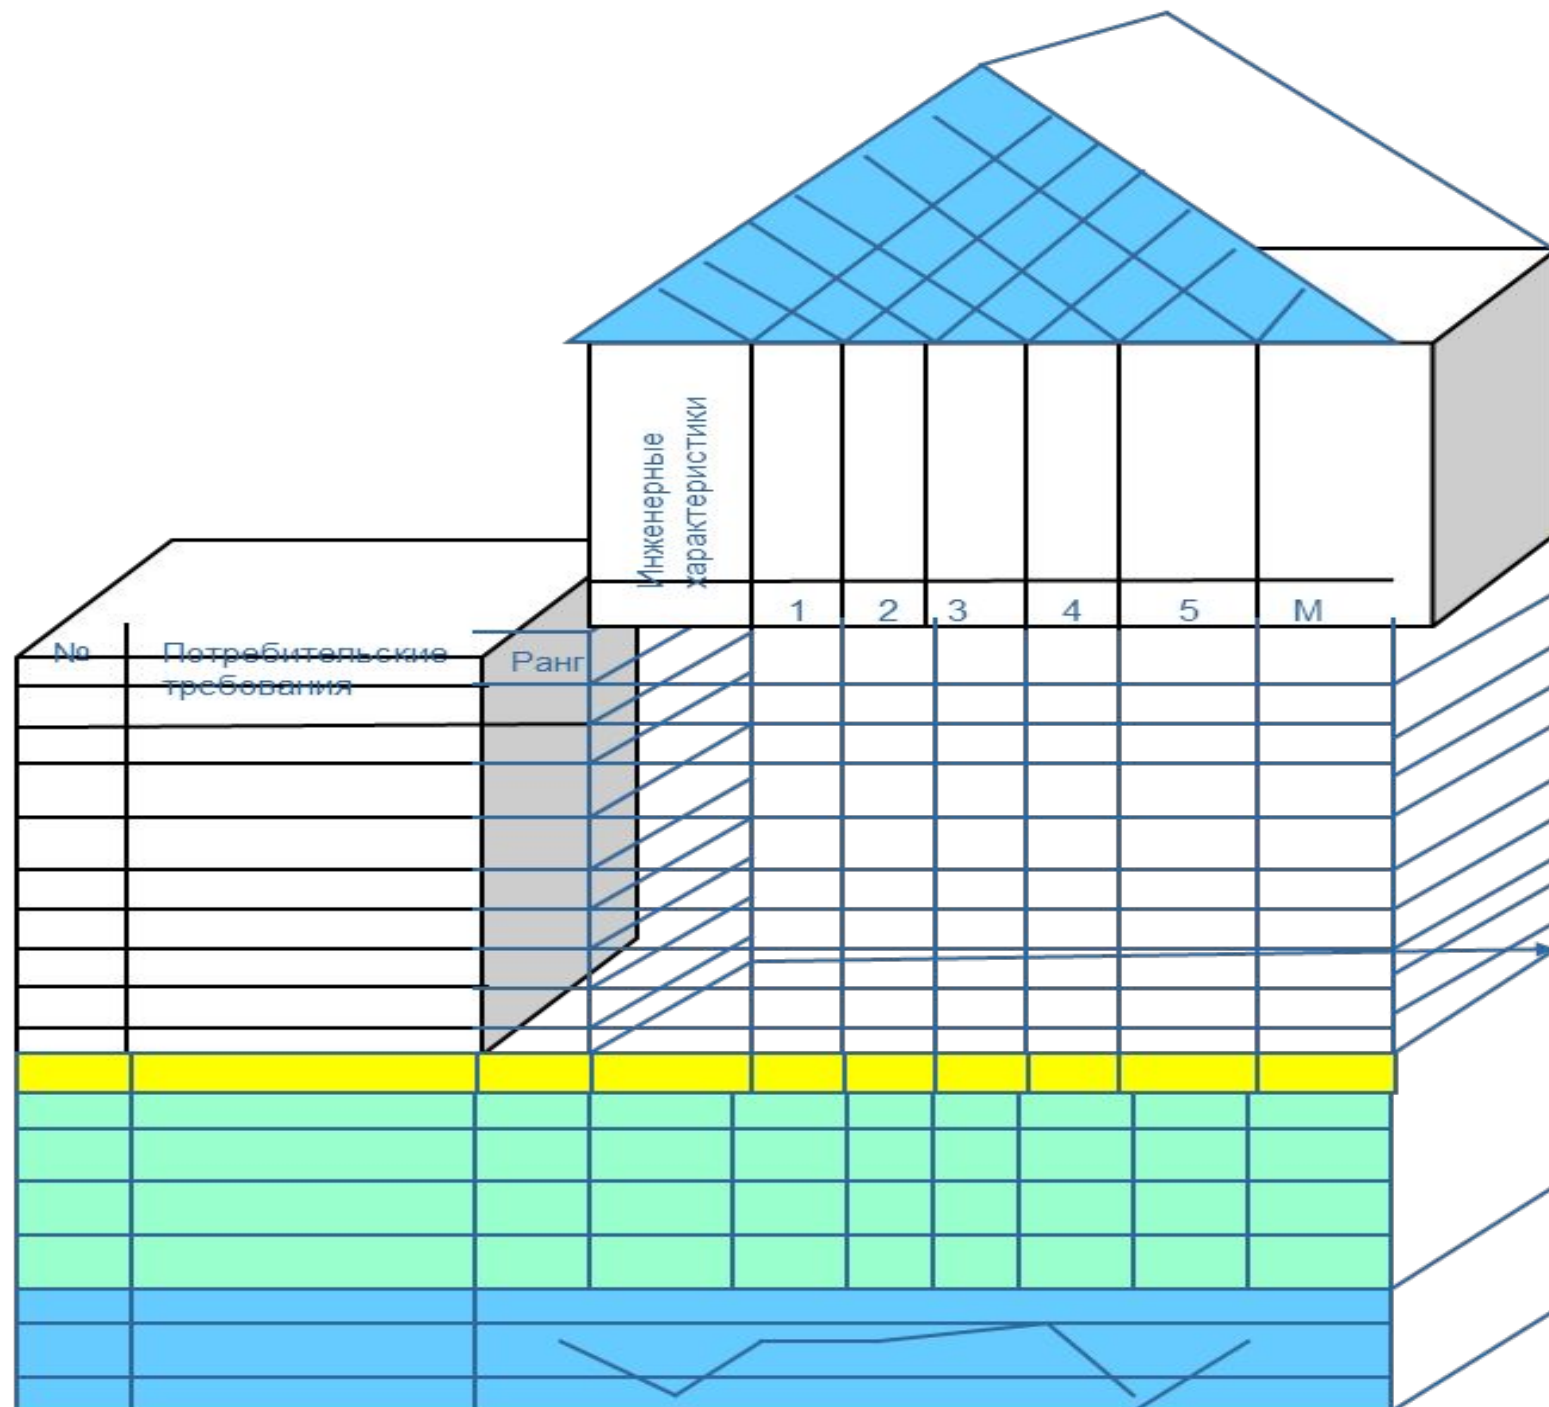 Инженерные
характеристики
1 2 3 4 5 М
№ Потребительские Ранг
требования